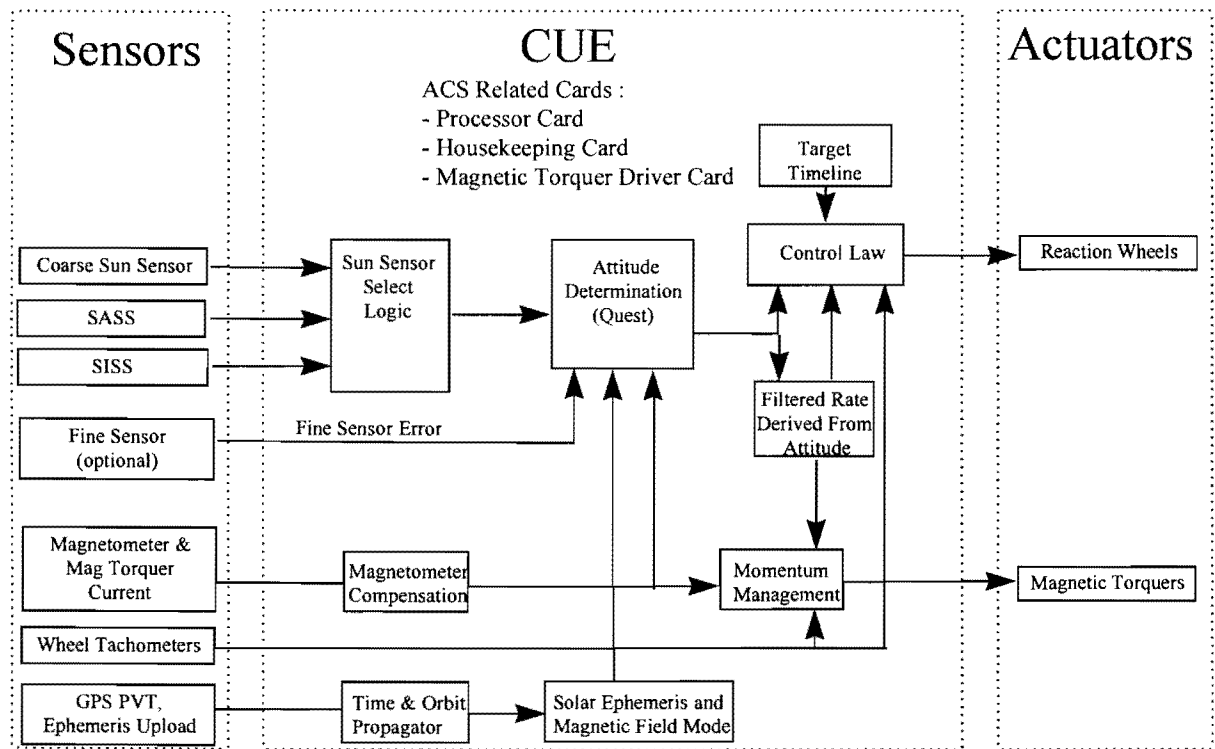 Sensors
CUE
Actuators
ACS Related Cards :
- Processor Card
- Housekeeping Card
- Magnetic Torquer Driver Card
Target
Timeline
Coarse Sun Sensor
SASS
SISS
Sun Sensor
Select
Logic
Attitude
Determination
(Quest)
Control Law
Reaction Wheels
Fine Sensor
(optional)
Fine Sensor Error
Filtered Rate
Derived From
Attitude
Magnetometer &
Mag Torquer
Current
Magnetometer
Compensation
Momentum
Management
Magnetic Torquers
Wheel Tachometers
GPS PVT,
Ephemeris Upload
Time & Orbit
Propagator
Solar Ephemeris and
Magnetic Field Mode